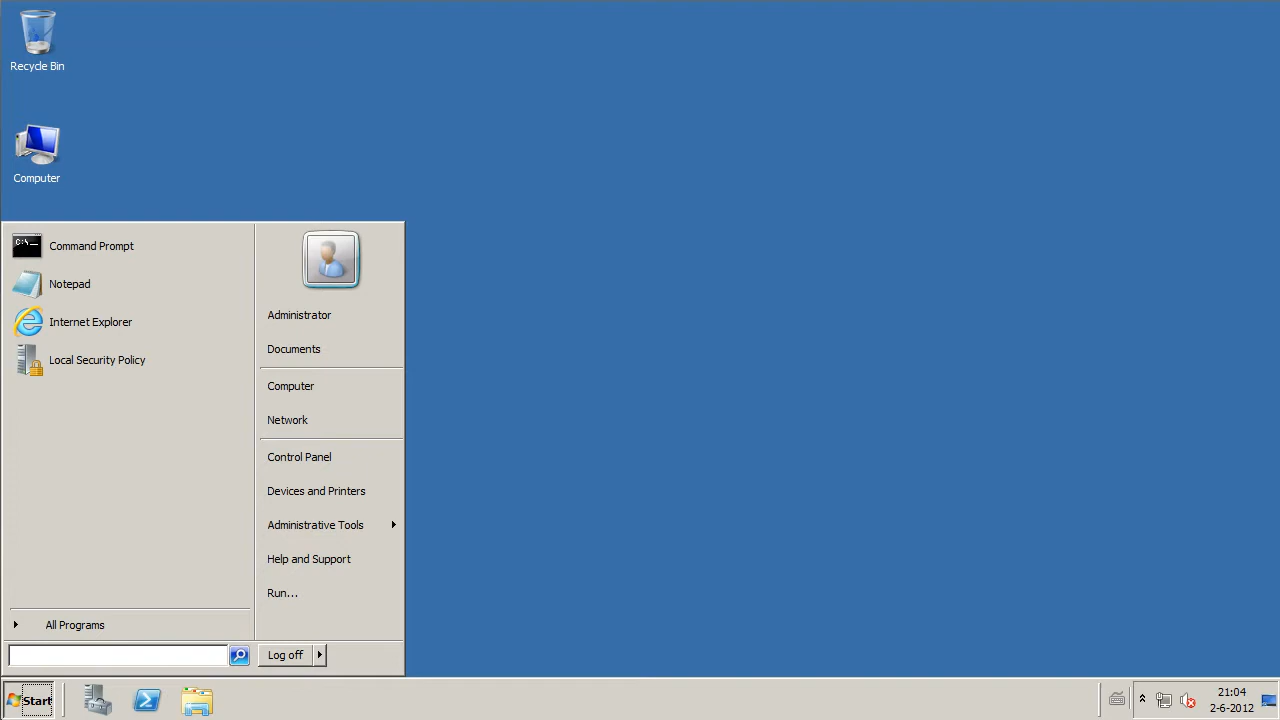 Recycle Bin
Computer
Command Prompt
Notepad
Internet Explorer
Local Security Policy
All Programs
Administrator
Documents
Computer
Network
Control Panel
Devices and Printers
Administrative Tools
Help and Support
Run...
Log off
Start
21:04
2-6-2012